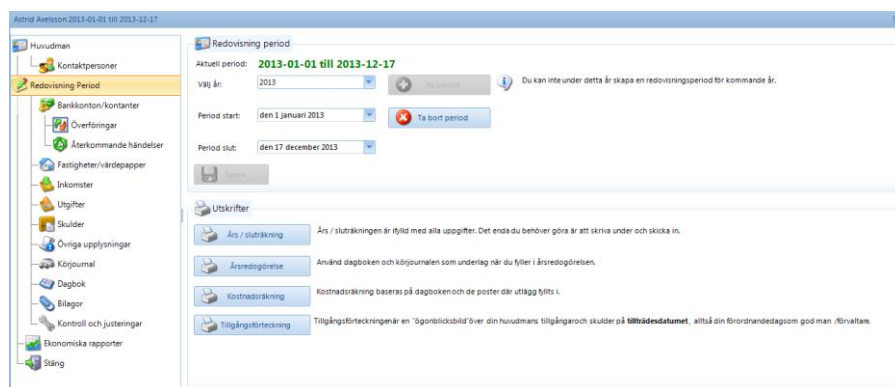 Astrid Axelsson 2013-01-01 till 2013-12-17
Huvudman
Kontaktpersoner
Redovisning Period
Bankkonton/kontanter
Överföringar
Återkommande händelser
Fastigheter/värdepapper
Inkomster
Utgifter
Skulder
Övriga upplysningar
Körjournal
Dagbok
Bilagor
Kontroll och justeringar
Ekonomiska rapporter
Stäng
Redovisning period
Aktuell period: 2013-01-01 till 2013-12-17
Välj år: 2013 Ny period Du kan inte under detta år skapa en redovisningsperiod för kommande år.
Period start: den 1 januari 2013 Ta bort period
Period slut: den 17 december 2013
Spara
Utskrifter
Års / sluträkning Års / sluträkningen är ifylld med alla uppgifter. Det enda du behöver göra är att skriva under och skicka in.
Årsredogörelse Använd dagboken och körjournalen som underlag när du fyller i årsredogörelsen.
Kostnadsräkning Kostnadsräkning baseras på dagboken och de poster där utlägg fyllts i.
Tillgångsförteckning Tillgångsförteckningenär en "ögonblicksbild"över din huvudmans tillgångaroch skulder på tillträdesdatumet, alltså din förordnandedagsom god man /förvaltare.